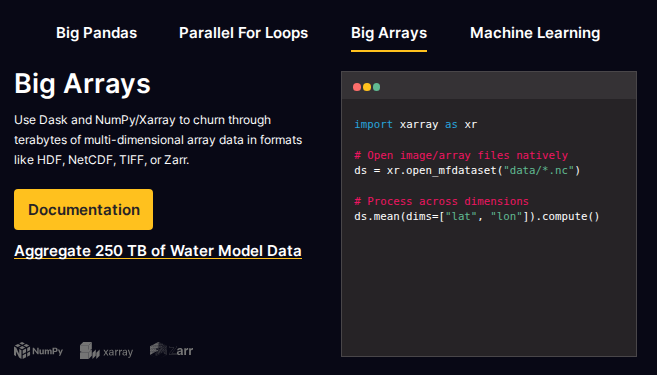 Big Pandas
Parallel For Loops
Big Arrays
Machine Learning
Big Arrays
Use Dask and NumPy/Xarray to churn through
terabytes of multi-dimensional array data in formats
like HDF, NetCDF, TIFF, or Zarr.
Documentation
Aggregate 250 TB of Water Model Data
NumPy
xarray
Zarr
import xarray as xr
# Open image/array files natively
ds = xr.open_mfdataset("data/*.nc")
# Process across dimensions
ds.mean(dims=["lat", "lon"]).compute()